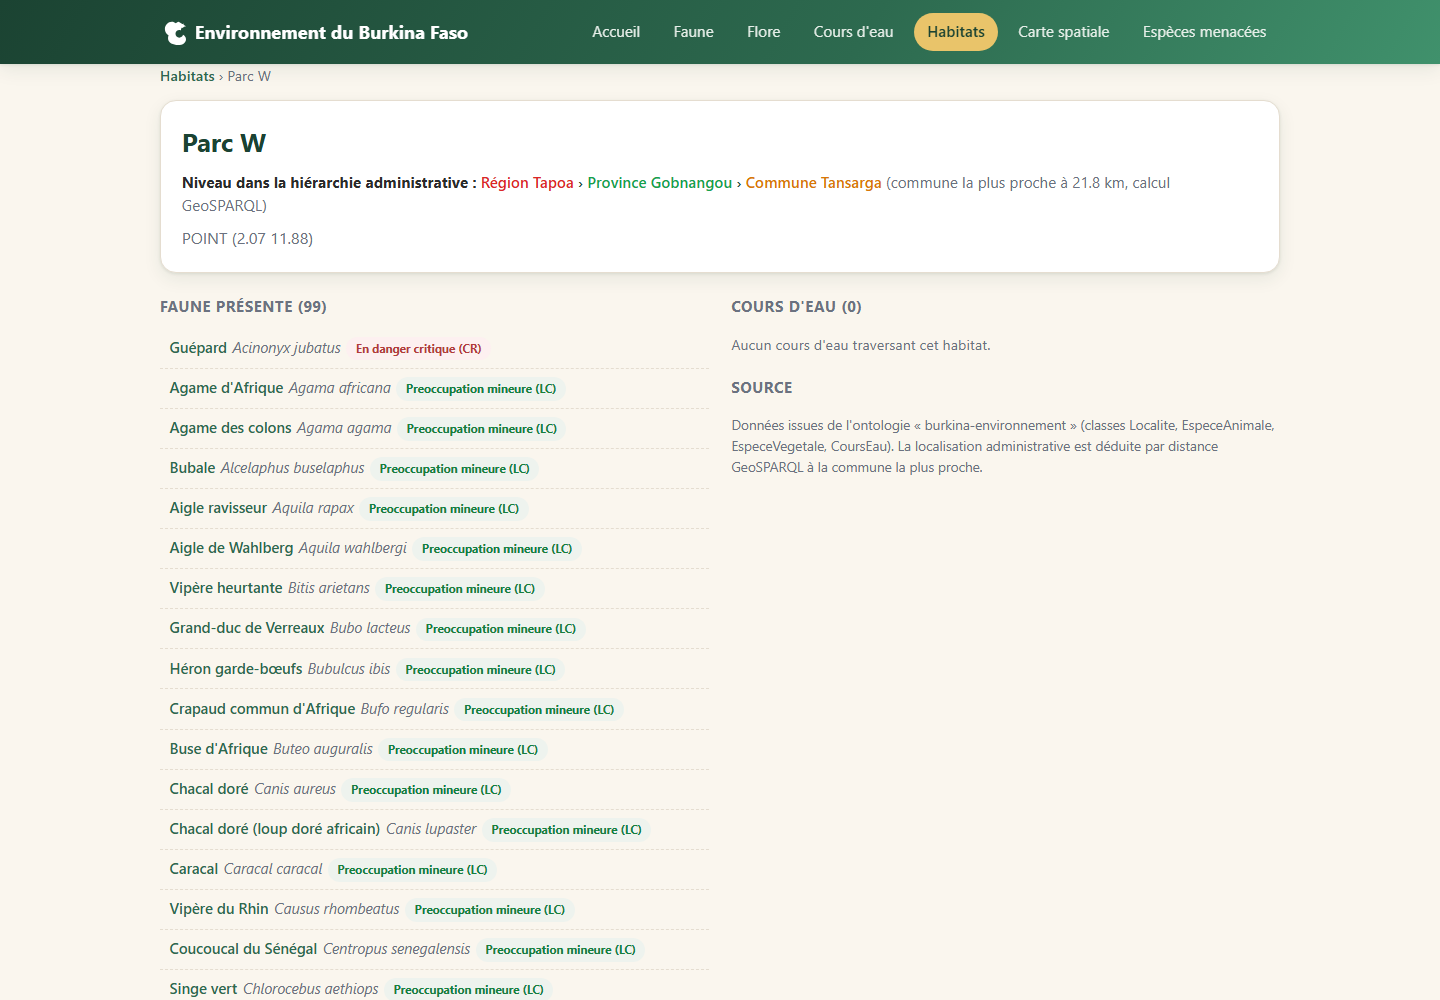 Environnement du Burkina Faso
Accueil
Faune
Flore
Cours d'eau
Habitats
Carte spatiale
Espèces menacées
Habitats › Parc W
Parc W
Niveau dans la hiérarchie administrative : Région Tapoa › Province Gobnangou › Commune Tansarga (commune la plus proche à 21.8 km, calcul
GeoSPARQL)
POINT (2.07 11.88)
FAUNE PRÉSENTE (99)
Guépard Acinonyx jubatus En danger critique (CR)
Agame d'Afrique Agama africana Preoccupation mineure (LC)
Agame des colons Agama agama Preoccupation mineure (LC)
Bubale Alcelaphus buselaphus Preoccupation mineure (LC)
Aigle ravisseur Aquila rapax Preoccupation mineure (LC)
Aigle de Wahlberg Aquila wahlbergi Preoccupation mineure (LC)
Vipère heurtante Bitis arietans Preoccupation mineure (LC)
Grand-duc de Verreaux Bubo lacteus Preoccupation mineure (LC)
Héron garde-bœufs Bubulcus ibis Preoccupation mineure (LC)
Crapaud commun d'Afrique Bufo regularis Preoccupation mineure (LC)
Buse d'Afrique Buteo auguralis Preoccupation mineure (LC)
Chacal doré Canis aureus Preoccupation mineure (LC)
Chacal doré (loup doré africain) Canis lupaster Preoccupation mineure (LC)
Caracal Caracal caracal Preoccupation mineure (LC)
Vipère du Rhin Causus rhombeatus Preoccupation mineure (LC)
Coucoucal du Sénégal Centropus senegalensis Preoccupation mineure (LC)
Singe vert Chlorocebus aethiops Preoccupation mineure (LC)
COURS D'EAU (0)
Aucun cours d'eau traversant cet habitat.
SOURCE
Données issues de l'ontologie « burkina-environnement » (classes Localite, EspeceAnimale,
EspeceVegetale, CoursEau). La localisation administrative est déduite par distance
GeoSPARQL à la commune la plus proche.